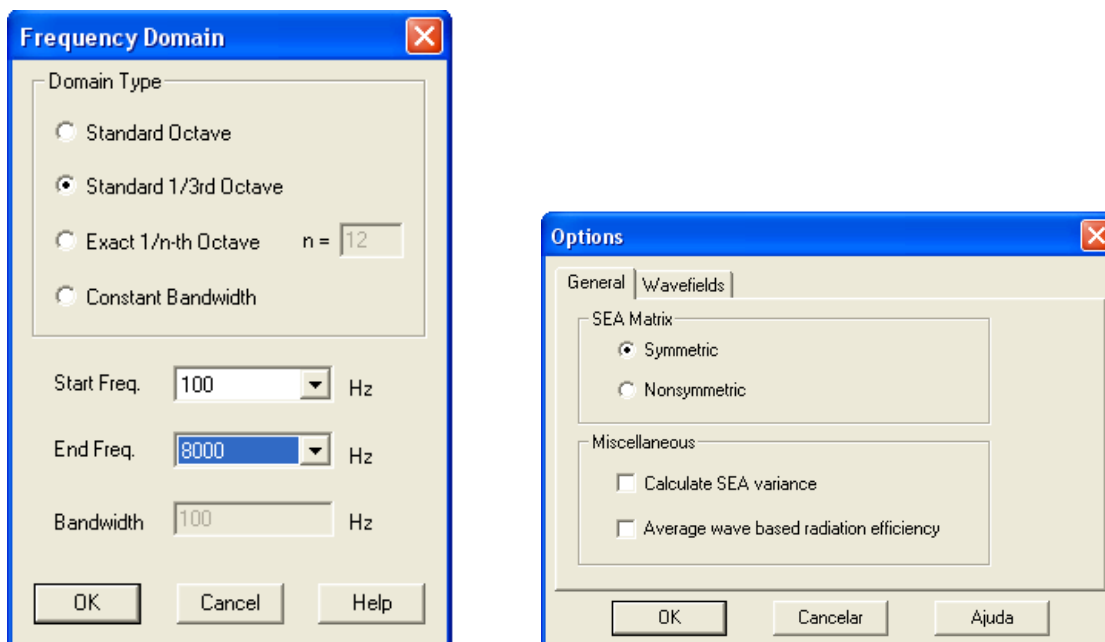 Frequency Domain
Domain Type
Standard Octave
Standard 1/3rd Octave
Exact 1/n-th Octave n = 12
Constant Bandwidth
Start Freq. 100 Hz
End Freq. 8000 Hz
Bandwidth 100 Hz
OK Cancel Help
Options
General Wavefields
SEA Matrix
Symmetric
Nonsymmetric
Miscellaneous
Calculate SEA variance
Average wave based radiation efficiency
OK Cancelar Ajuda